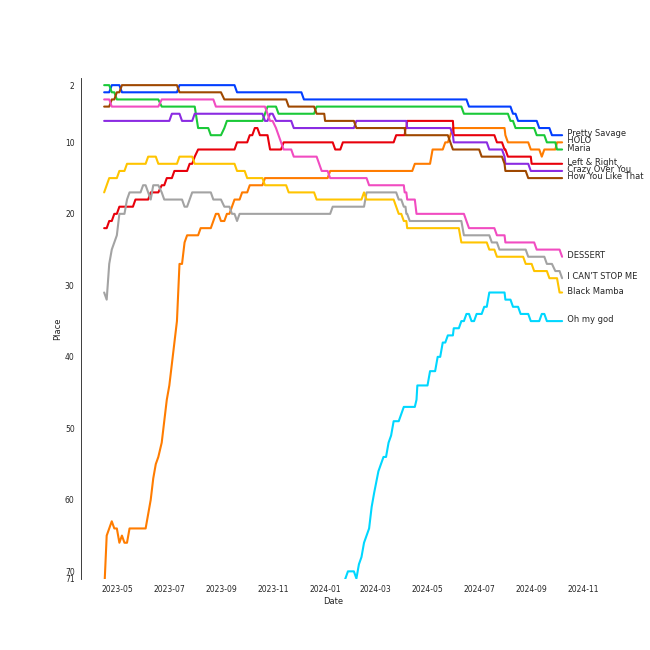 2
10
20
30
40
50
60
70
71
Place
2023-05
2023-07
2023-09
2023-11
2024-01
2024-03
2024-05
2024-07
2024-09
2024-11
Date
Pretty Savage
HOLO
Left & Right
Crazy Over You
How You Like That
DESSERT
I CAN'T STOP ME
Black Mamba
Oh my god